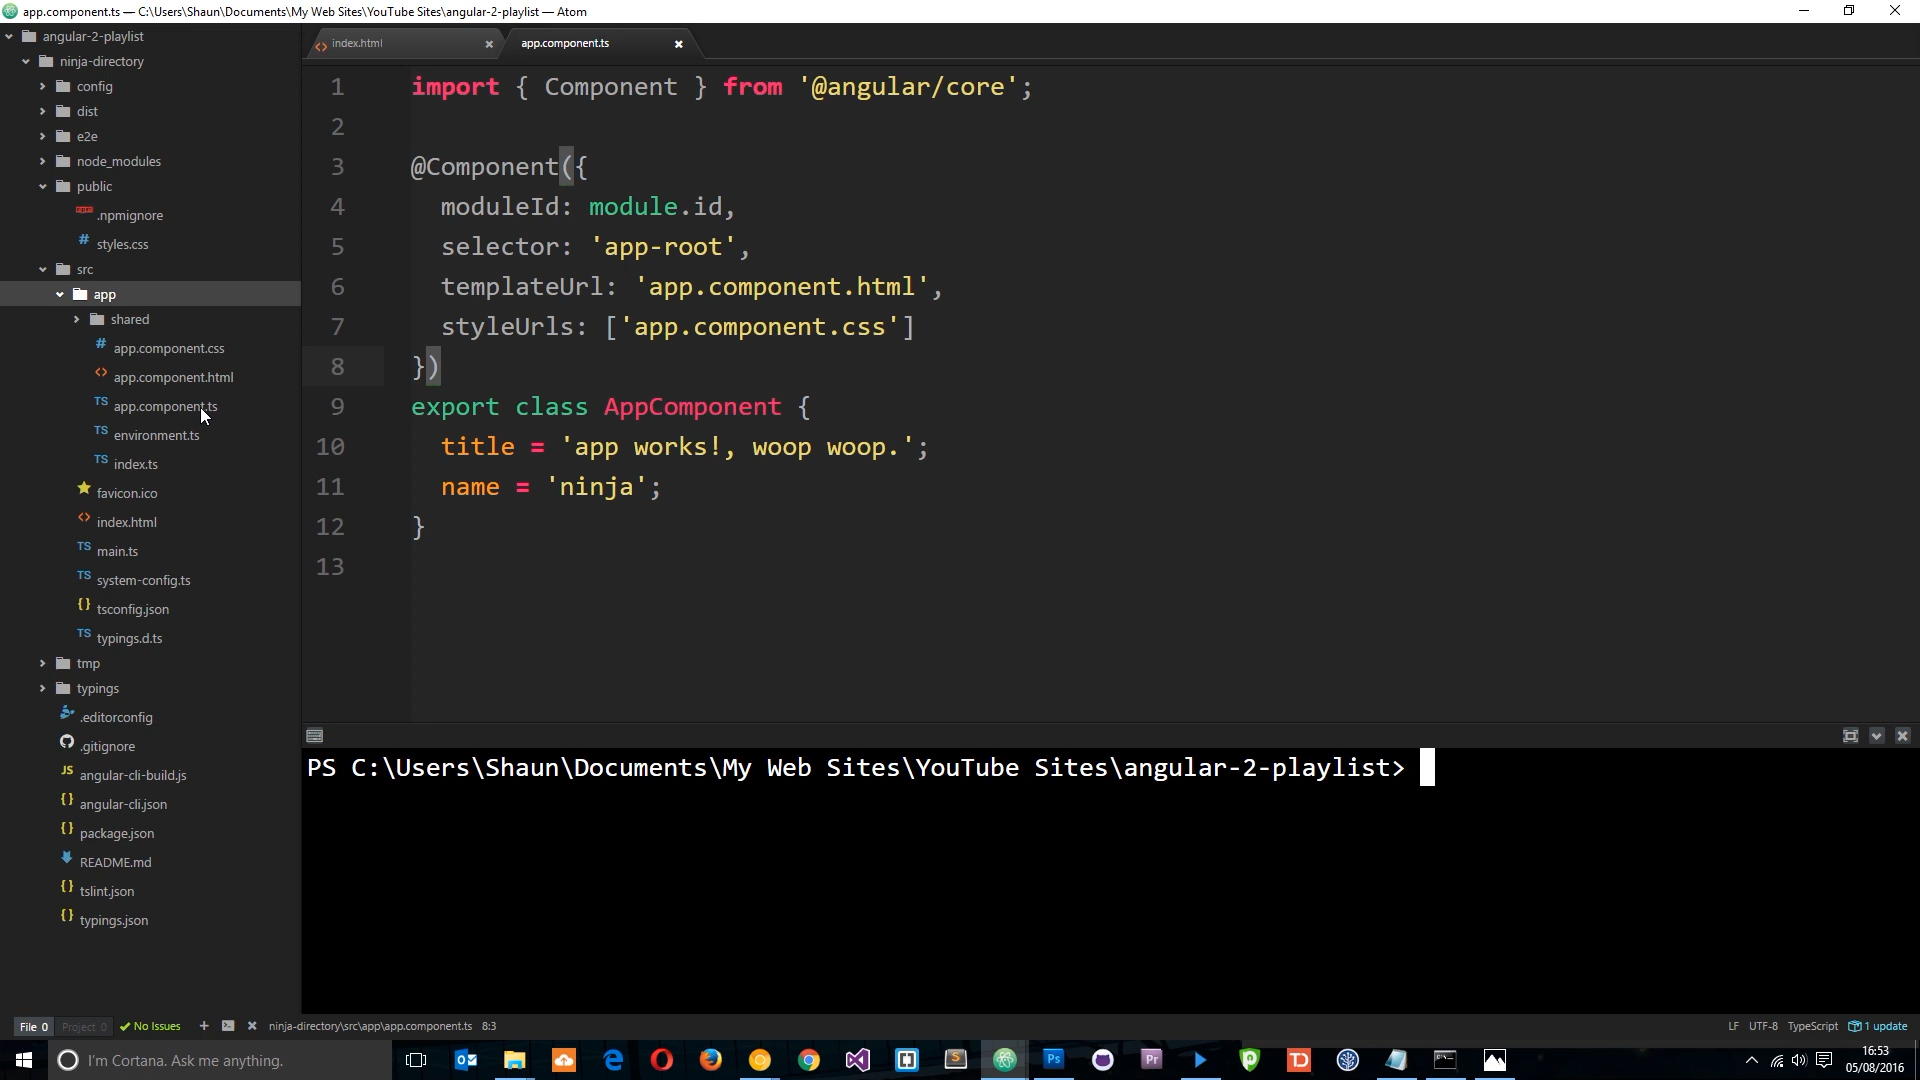 app.component.ts — C:\Users\Shaun\Documents\My Web Sites\YouTube Sites\angular-2-playlist — Atom
angular-2-playlist
ninja-directory
config
dist
e2e
node_modules
public
.npmignore
styles.css
src
app
shared
app.component.css
app.component.html
app.component.ts
environment.ts
index.ts
favicon.ico
index.html
main.ts
system-config.ts
tsconfig.json
typings.d.ts
tmp
typings
.editorconfig
.gitignore
angular-cli-build.js
angular-cli.json
package.json
README.md
tslint.json
typings.json
index.html
app.component.ts
1 import { Component } from '@angular/core';
2
3 @Component({
4 moduleId: module.id,
5 selector: 'app-root',
6 templateUrl: 'app.component.html',
7 styleUrls: ['app.component.css']
8 })
9 export class AppComponent {
10 title = 'app works!, woop woop.';
11 name = 'ninja';
12 }
13
PS C:\Users\Shaun\Documents\My Web Sites\YouTube Sites\angular-2-playlist>
File 0 Project 0 No Issues ninja-directory\src\app\app.component.ts 8:3 LF UTF-8 TypeScript 1 update
I'm Cortana. Ask me anything.
16:53
05/08/2016